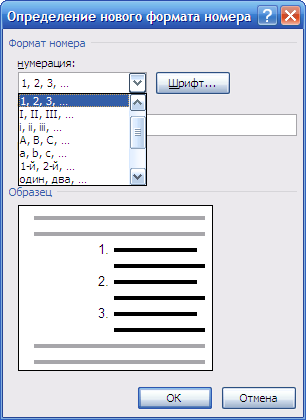 Определение нового формата номера
Формат номера
нумерация:
1, 2, 3, ...
Шрифт...
1, 2, 3, ...
I, II, III, ...
i, ii, iii, ...
A, B, C, ...
a, b, c, ...
1-й, 2-й, ...
один, два, ...
Образец
1.
2.
3.
ОК
Отмена